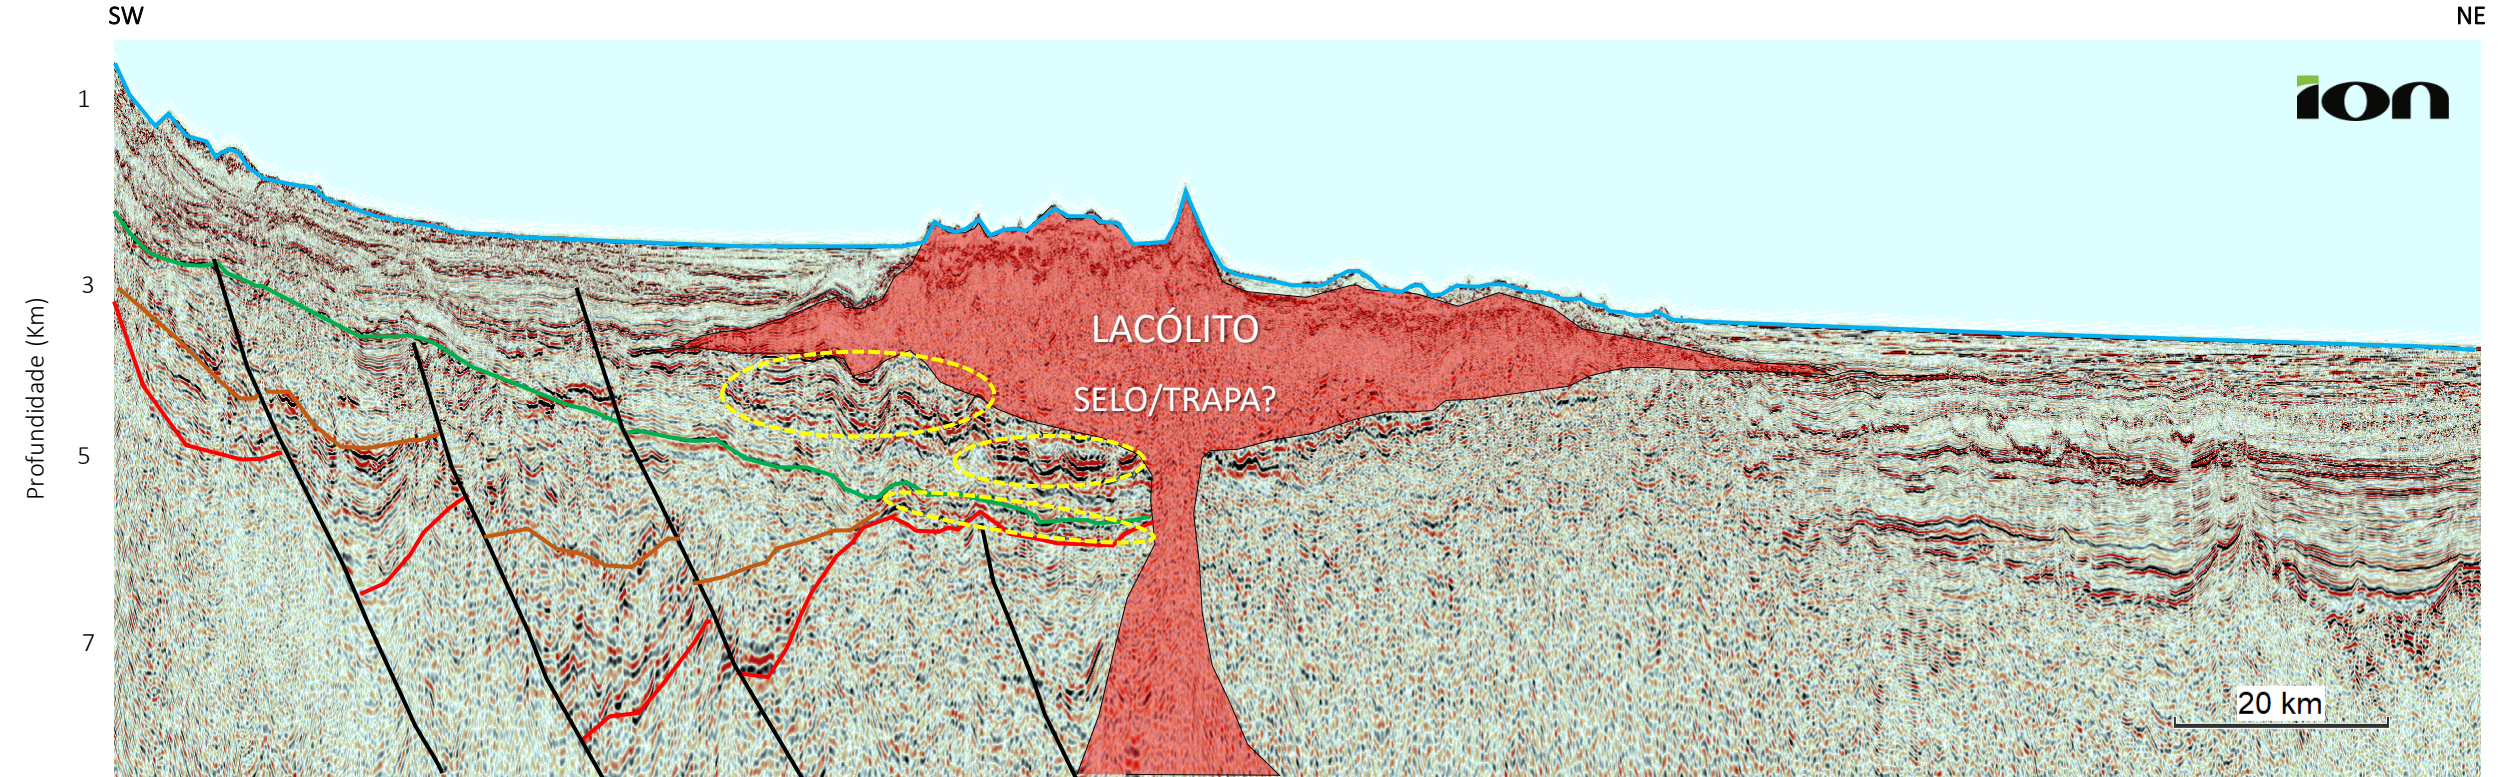 SW
NE
ion
1
3
5
7
Profundidade (Km)
LACÓLITO
SELO/TRAPA?
20 km